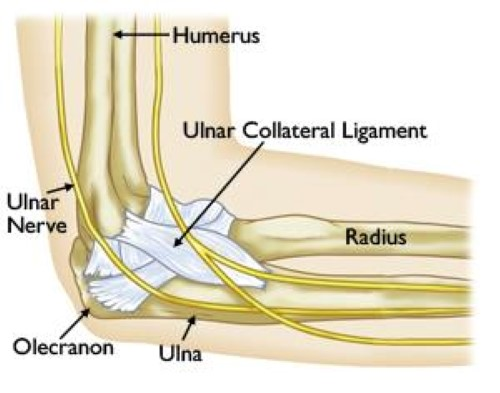 Humerus
Ulnar Collateral Ligament
Ulnar
Nerve
Radius
Olecranon
Ulna